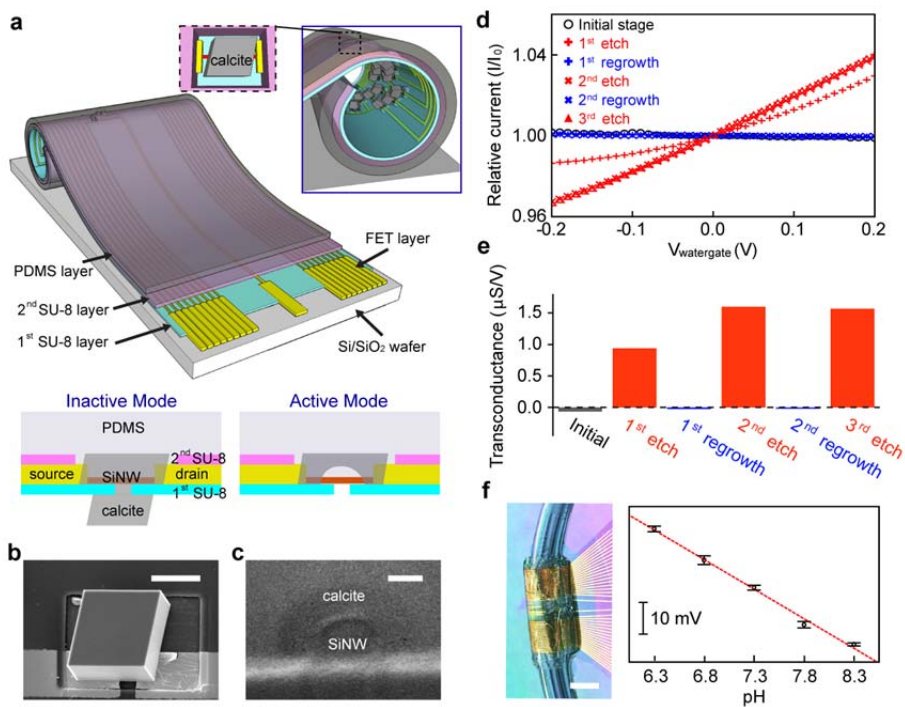 a
calcite
PDMS layer
2nd SU-8 layer
1st SU-8 layer
FET layer
Si/SiO2 wafer
Inactive Mode
Active Mode
PDMS
2nd SU-8
source
SiNW
drain
1st SU-8
calcite
b
c
calcite
SiNW
d
Relative current (I/I0)
1.04
1.00
0.96
Initial stage
1st etch
1st regrowth
2nd etch
2nd regrowth
3rd etch
-0.2
-0.1
0.0
0.1
0.2
Vwatergate (V)
e
Transconductance (µS/V)
1.5
1.0
0.5
0.0
Initial
1st etch
1st regrowth
2nd etch
2nd regrowth
3rd etch
f
10 mV
6.3
6.8
7.3
7.8
8.3
pH